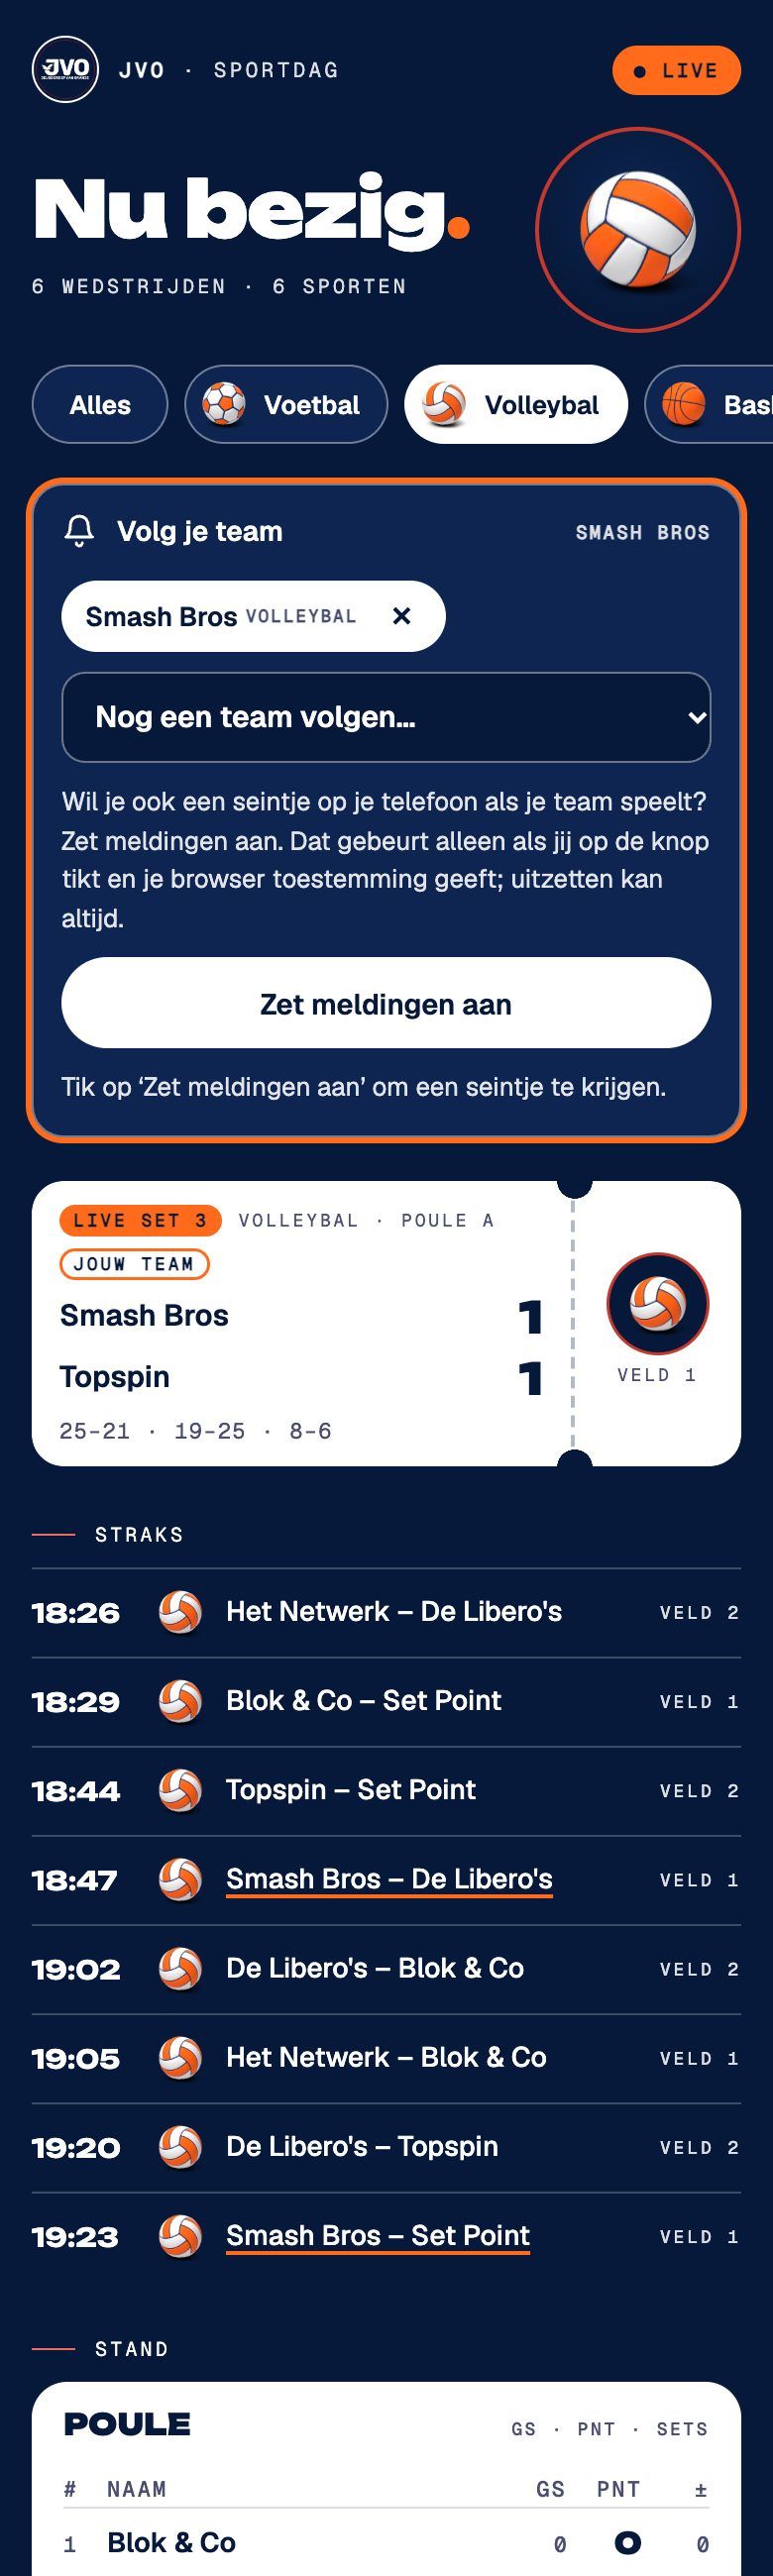 JVO
JVO · SPORTDAG
● LIVE
Nu bezig.
6 WEDSTRIJDEN · 6 SPORTEN
Alles
Voetbal
Volleybal
Volg je team
SMASH BROS
Smash Bros VOLLEYBAL ✕
Nog een team volgen…
Wil je ook een seintje op je telefoon als je team speelt?
Zet meldingen aan. Dat gebeurt alleen als jij op de knop
tikt en je browser toestemming geeft; uitzetten kan
altijd.
Zet meldingen aan
Tik op ‘Zet meldingen aan’ om een seintje te krijgen.
LIVE SET 3 VOLLEYBAL · POULE A
JOUW TEAM
Smash Bros 1
Topspin 1
25–21 · 19–25 · 8–6
VELD 1
STRAKS
18:26 Het Netwerk – De Libero's VELD 2
18:29 Blok & Co – Set Point VELD 1
18:44 Topspin – Set Point VELD 2
18:47 Smash Bros – De Libero's VELD 1
19:02 De Libero's – Blok & Co VELD 2
19:05 Het Netwerk – Blok & Co VELD 1
19:20 De Libero's – Topspin VELD 2
19:23 Smash Bros – Set Point VELD 1
STAND
POULE
GS · PNT · SETS
# NAAM GS PNT ±
1 Blok & Co 0 0 0